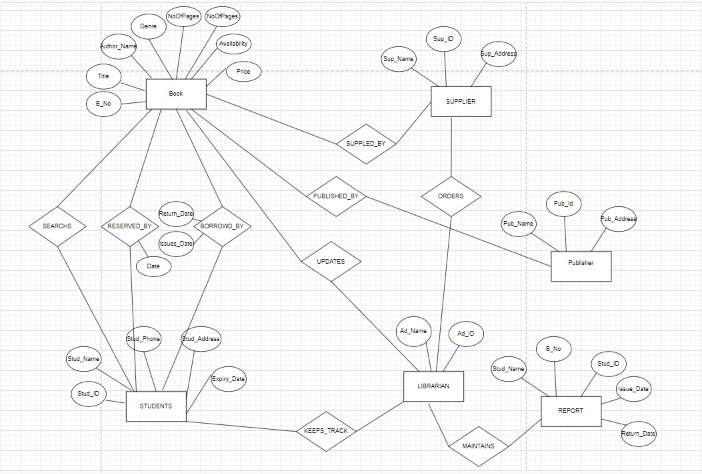 NoOfPages
NoOfPages
Genre
Author_Name
Availability
Title
Price
B_No
Book
Sup_ID
Sup_Name
Sup_Address
SUPPLIER
SUPPLED_BY
PUBLISHED_BY
ORDERS
Pub_Id
Pub_Name
Pub_Address
Publisher
SEARCHS
RESERVED_BY
Return_Date
BORROWD_BY
Issues_Date
Date
UPDATES
Stud_Phone
Stud_Address
Stud_Name
Expiry_Date
Stud_ID
STUDENTS
Ad_Name
Ad_ID
LIBRARIAN
B_No
Stud_Name
Stud_ID
Issue_Date
REPORT
Return_Date
KEEPS_TRACK
MAINTAINS